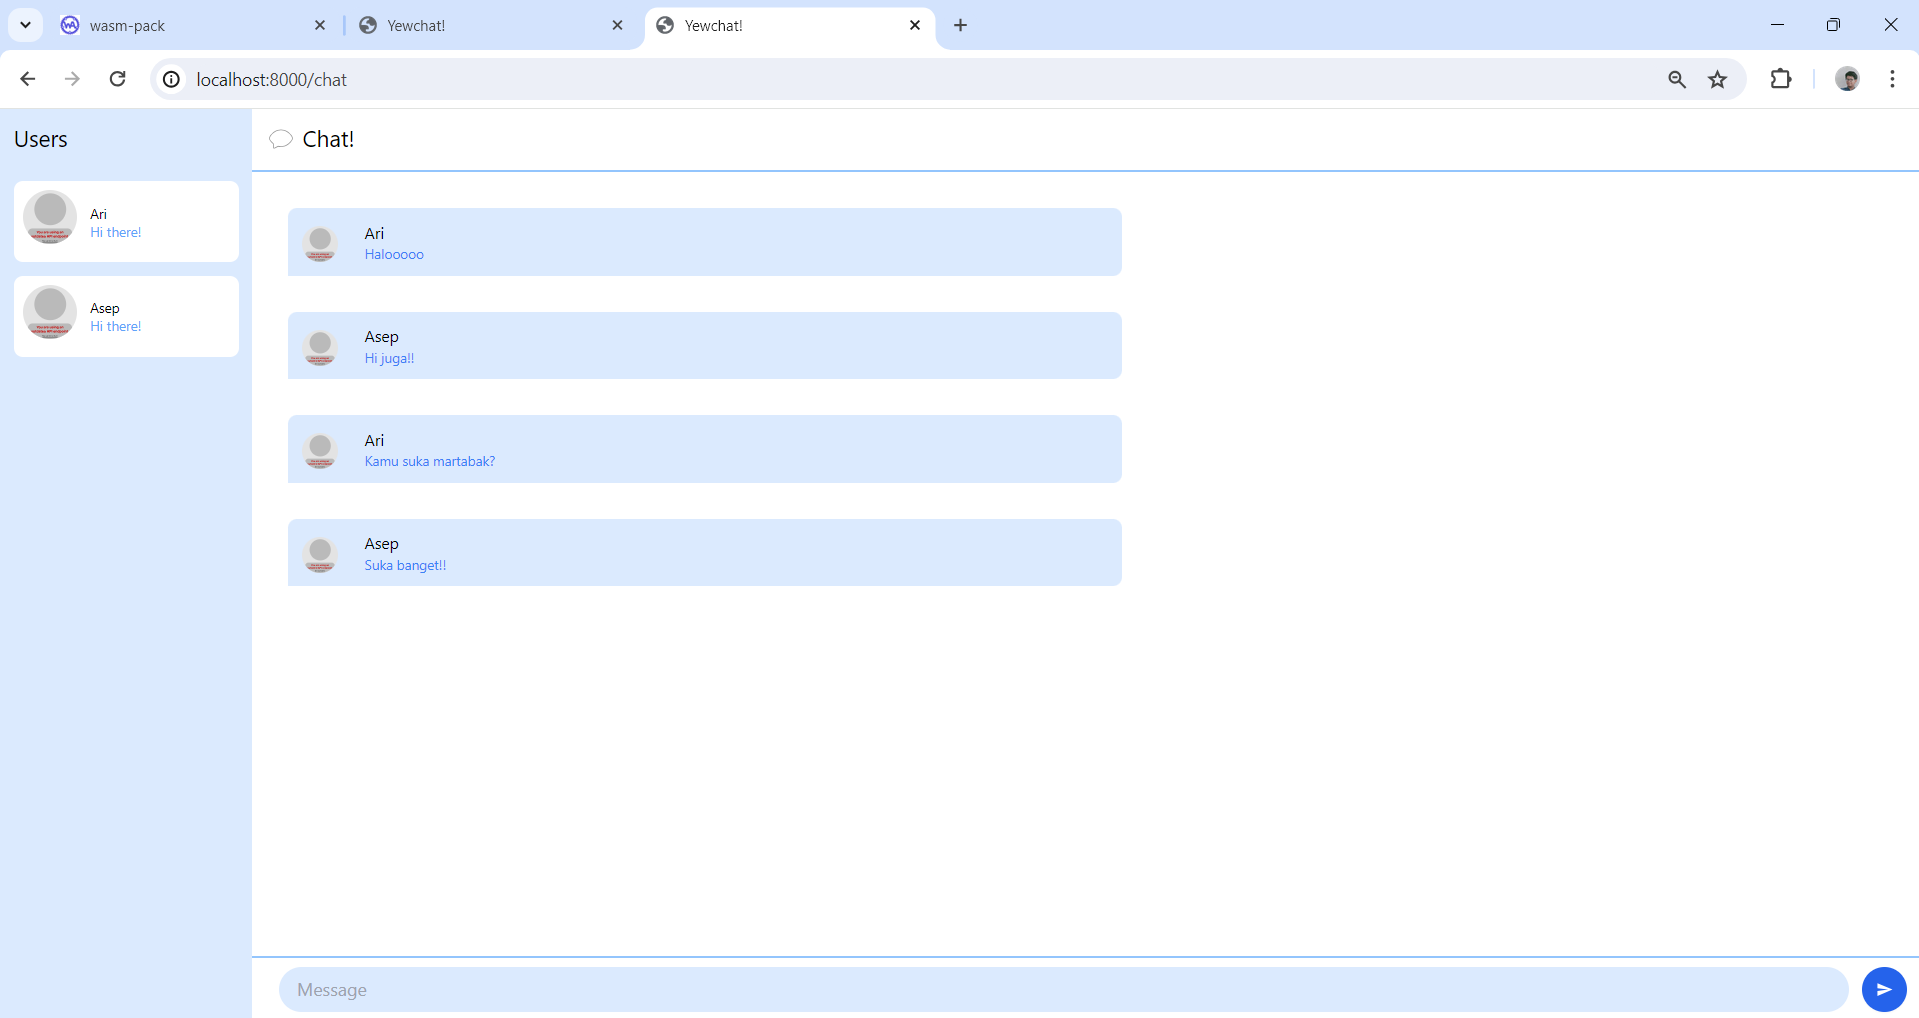 wasm-pack
Yewchat!
Yewchat!
localhost:8000/chat
Users
Chat!
Ari
Hi there!
Asep
Hi there!
Ari
Halooooo
Asep
Hi juga!!
Ari
Kamu suka martabak?
Asep
Suka banget!!
Message